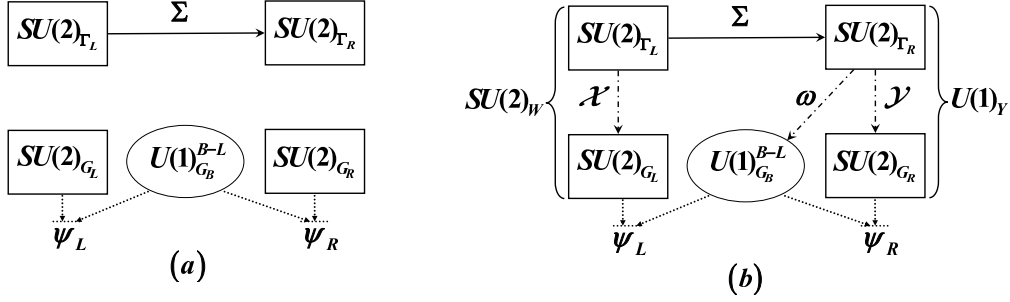 Σ
SU(2)_{Γ_L} SU(2)_{Γ_R}
SU(2)_{G_L} U(1)^{B-L}_{G_B} SU(2)_{G_R}
ψ_L ψ_R
(a)
Σ
SU(2)_{Γ_L} SU(2)_{Γ_R}
SU(2)_W 𝒳 ω 𝒴 U(1)_Y
SU(2)_{G_L} U(1)^{B-L}_{G_B} SU(2)_{G_R}
ψ_L ψ_R
(b)